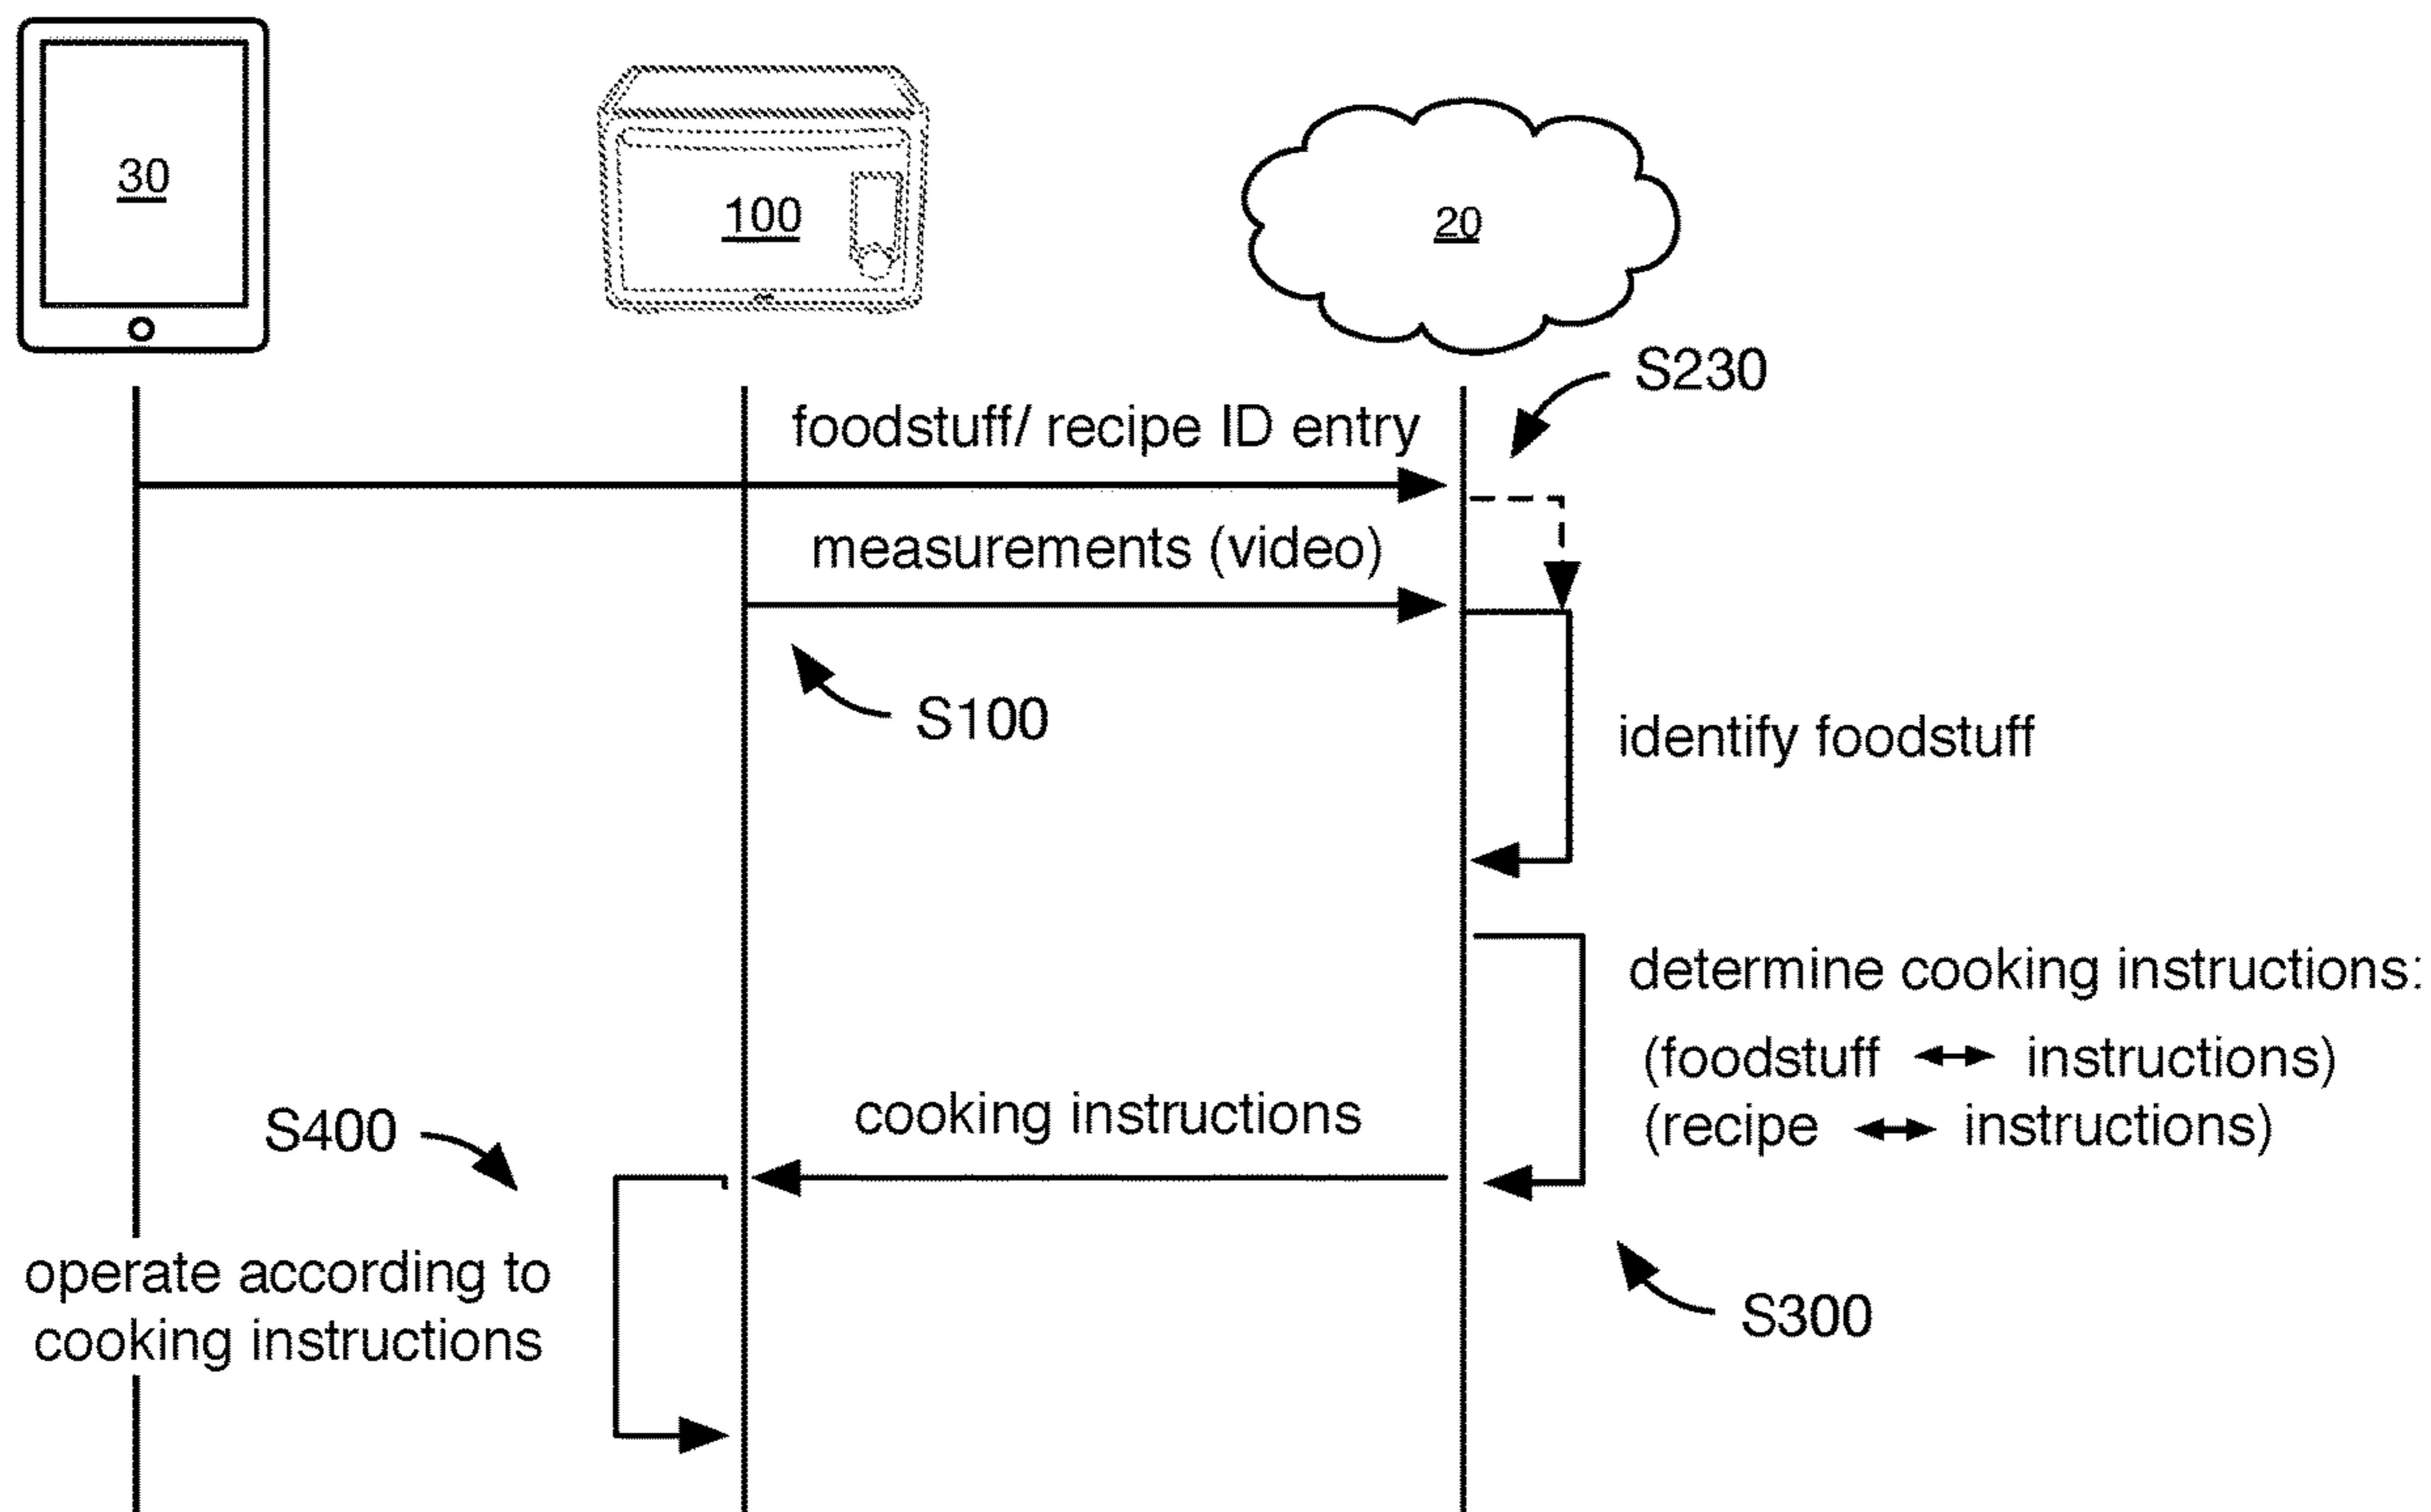 30
100
20
S230
foodstuff/ recipe ID entry
measurements (video)
S100
identify foodstuff
determine cooking instructions:
(foodstuff ↔ instructions)
(recipe ↔ instructions)
cooking instructions
S400
operate according to
cooking instructions
S300